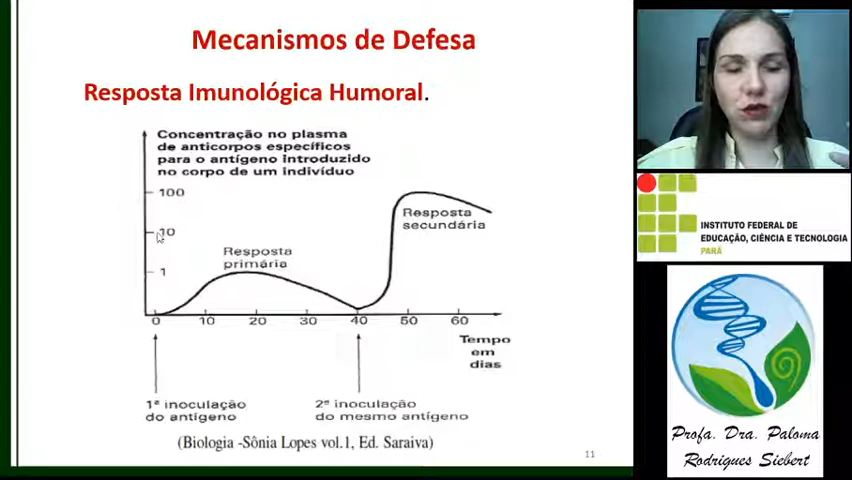 Mecanismos de Defesa
Resposta Imunológica Humoral.
Concentração no plasma
de anticorpos específicos
para o antígeno introduzido
no corpo de um indivíduo
100
10
1
Resposta
primária
Resposta
secundária
0 10 20 30 40 50 60
Tempo
em
dias
1ª inoculação
do antígeno
2ª inoculação
do mesmo antígeno
(Biologia -Sônia Lopes vol.1, Ed. Saraiva)
11
INSTITUTO FEDERAL DE
EDUCAÇÃO, CIÊNCIA E TECNOLOGIA
PARÁ
Profa. Dra. Paloma
Rodrigues Siebert